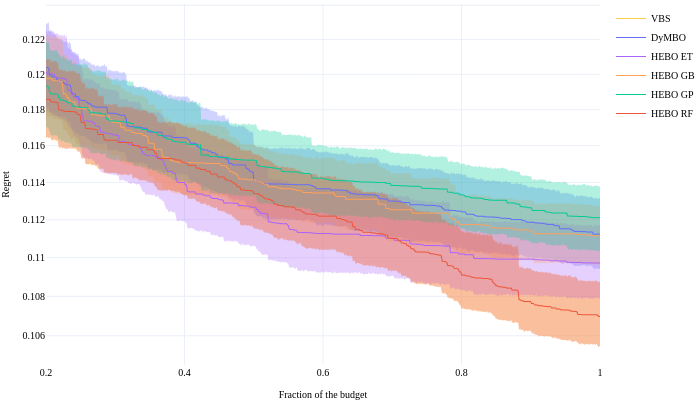 0.122
0.12
0.118
0.116
0.114
0.112
0.11
0.108
0.106
Regret
0.2
0.4
0.6
0.8
1
Fraction of the budget
VBS
DyMBO
HEBO ET
HEBO GB
HEBO GP
HEBO RF